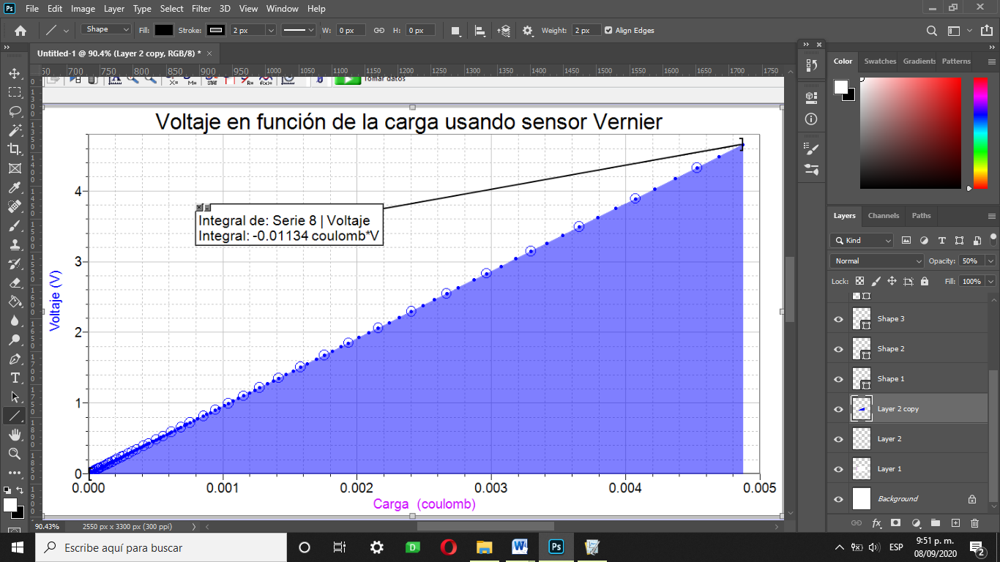 Ps File Edit Image Layer Type Select Filter 3D View Window Help
Shape Fill: Stroke: 2 px W: 0 px H: 0 px Weight: 2 px Align Edges
Untitled-1 @ 90.4% (Layer 2 copy, RGB/8) * ×
700 750 800 850 900 950 1000 1050 1100 1150 1200 1250 1300 1350 1400 1450 1500 1550 1600 1650 1700 1750
Tomar datos
Voltaje en función de la carga usando sensor Vernier
Integral de: Serie 8 | Voltaje
Integral: -0.01134 coulomb*V
Voltaje (V)
4
3
2
1
0
0.000 0.001 0.002 0.003 0.004 0.005
Carga (coulomb)
Color Swatches Gradients Patterns
Layers Channels Paths
Kind
Normal Opacity: 50%
Lock: Fill: 100%
Shape 3
Shape 2
Shape 1
Layer 2 copy
Layer 2
Layer 1
Background
90.43% 2550 px x 3300 px (300 ppi)
Escribe aquí para buscar
ESP 9:51 p. m.
08/09/2020
2